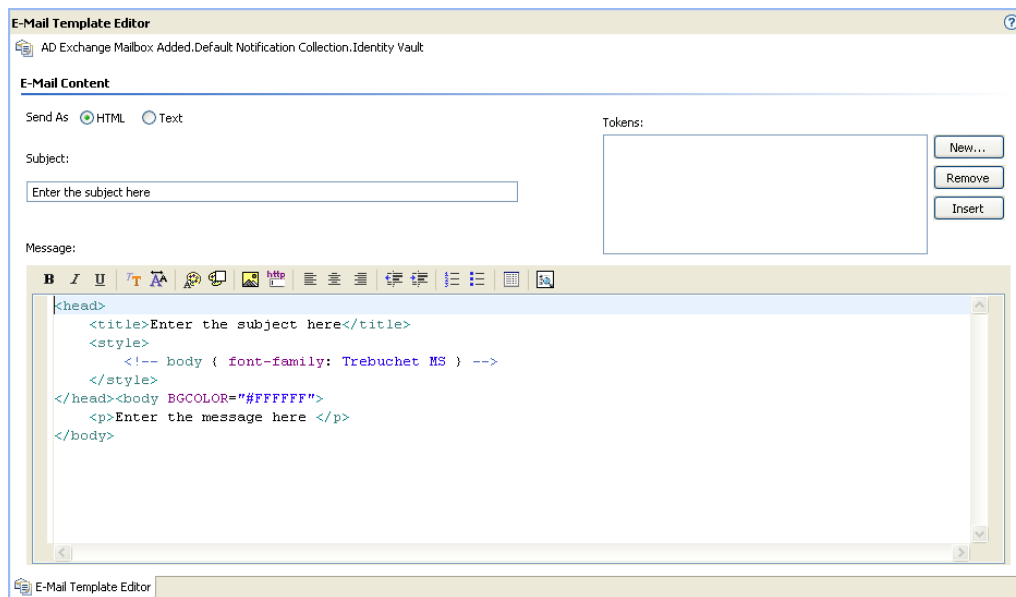 E-Mail Template Editor
AD Exchange Mailbox Added.Default Notification Collection.Identity Vault
E-Mail Content
Send As HTML Text
Tokens:
New...
Subject:
Remove
Enter the subject here
Insert
Message:
B I U TT AA http
<head>
<title>Enter the subject here</title>
<style>
<!-- body { font-family: Trebuchet MS } -->
</style>
</head><body BGCOLOR="#FFFFFF">
<p>Enter the message here </p>
</body>
E-Mail Template Editor